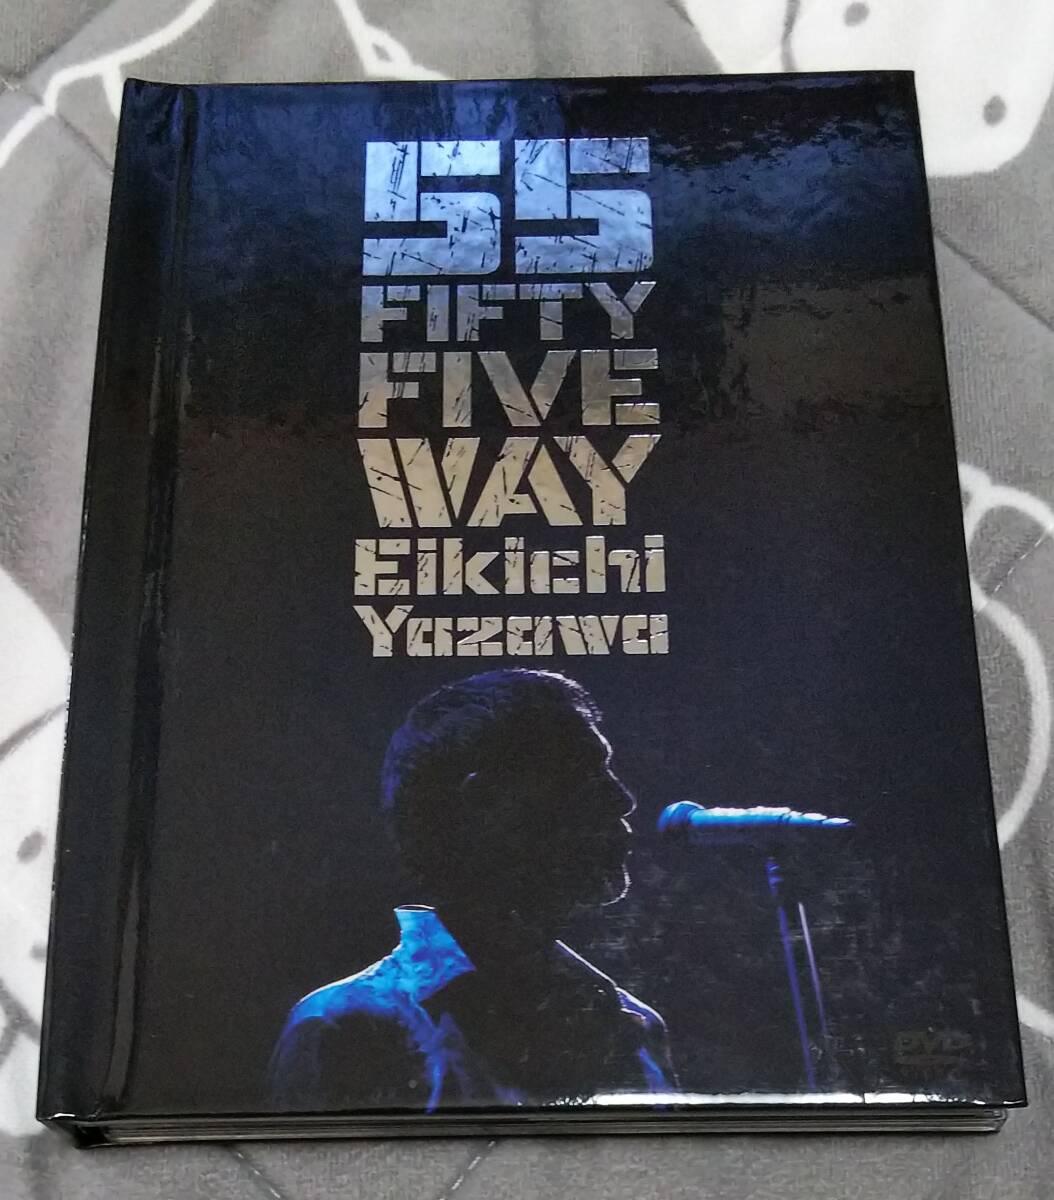 55
FIFTY
FIVE
WAY
Eikichi
Yazawa
DVD